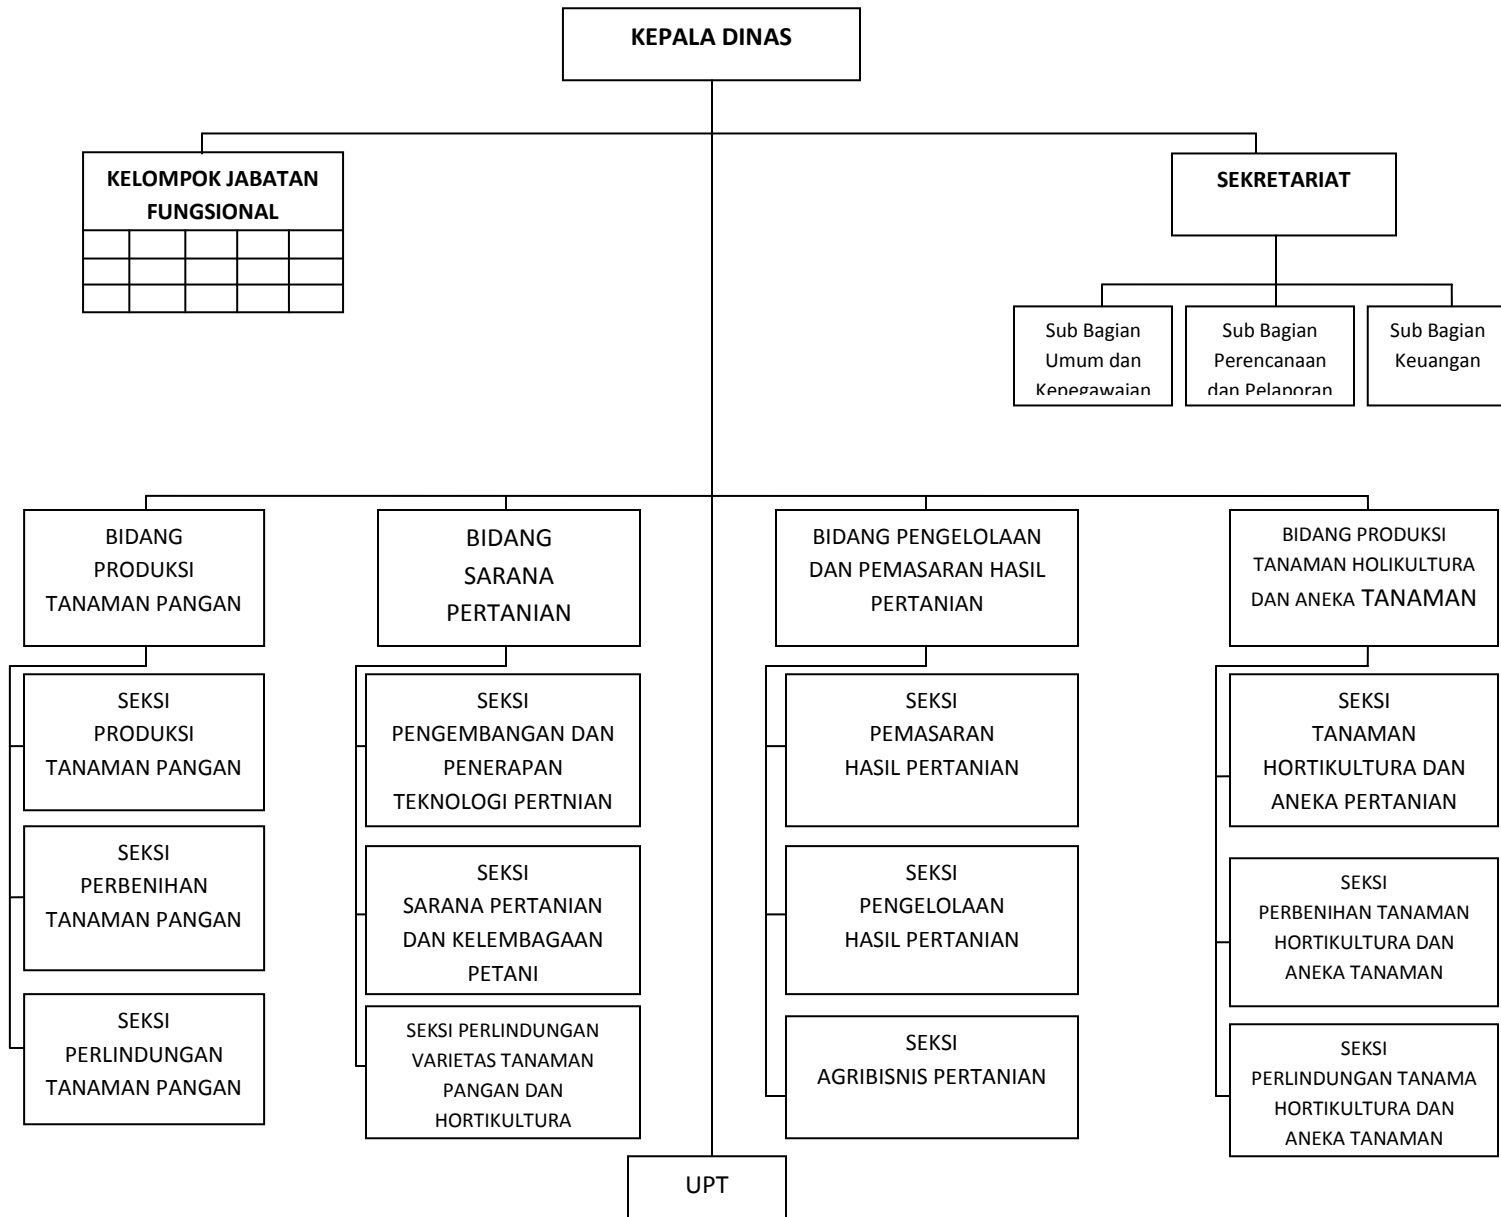 KEPALA DINAS
KELOMPOK JABATAN
FUNGSIONAL
SEKRETARIAT
Sub Bagian
Umum dan
Kepegawaian
Sub Bagian
Perencanaan
dan Pelaporan
Sub Bagian
Keuangan
BIDANG
PRODUKSI
TANAMAN PANGAN
BIDANG
SARANA
PERTANIAN
BIDANG PENGELOLAAN
DAN PEMASARAN HASIL
PERTANIAN
BIDANG PRODUKSI
TANAMAN HOLIKULTURA
DAN ANEKA TANAMAN
SEKSI
PRODUKSI
TANAMAN PANGAN
SEKSI
PERBENIHAN
TANAMAN PANGAN
SEKSI
PERLINDUNGAN
TANAMAN PANGAN
SEKSI
PENGEMBANGAN DAN
PENERAPAN
TEKNOLOGI PERTNIAN
SEKSI
SARANA PERTANIAN
DAN KELEMBAGAAN
PETANI
SEKSI PERLINDUNGAN
VARIETAS TANAMAN
PANGAN DAN
HORTIKULTURA
SEKSI
PEMASARAN
HASIL PERTANIAN
SEKSI
PENGELOLAAN
HASIL PERTANIAN
SEKSI
AGRIBISNIS PERTANIAN
SEKSI
TANAMAN
HORTIKULTURA DAN
ANEKA PERTANIAN
SEKSI
PERBENIHAN TANAMAN
HORTIKULTURA DAN
ANEKA TANAMAN
SEKSI
PERLINDUNGAN TANAMA
HORTIKULTURA DAN
ANEKA TANAMAN
UPT